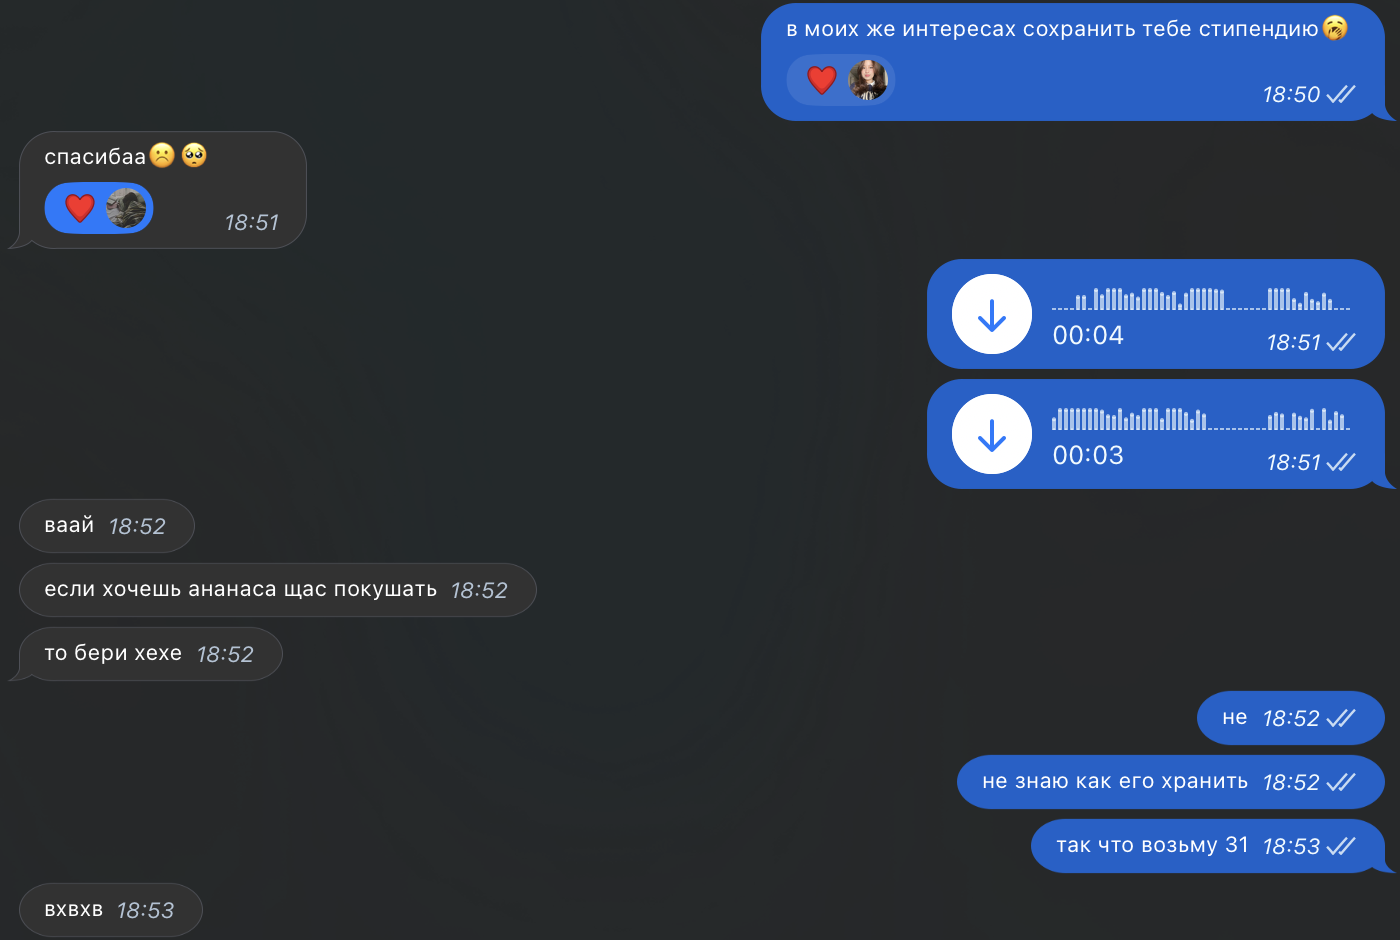 в моих же интересах сохранить тебе стипендию🥱
❤️
18:50
спасибаа☹️🥺
❤️
18:51
00:04 18:51
00:03 18:51
ваай 18:52
если хочешь ананаса щас покушать 18:52
то бери хехе 18:52
не 18:52
не знаю как его хранить 18:52
так что возьму 31 18:53
вхвхв 18:53